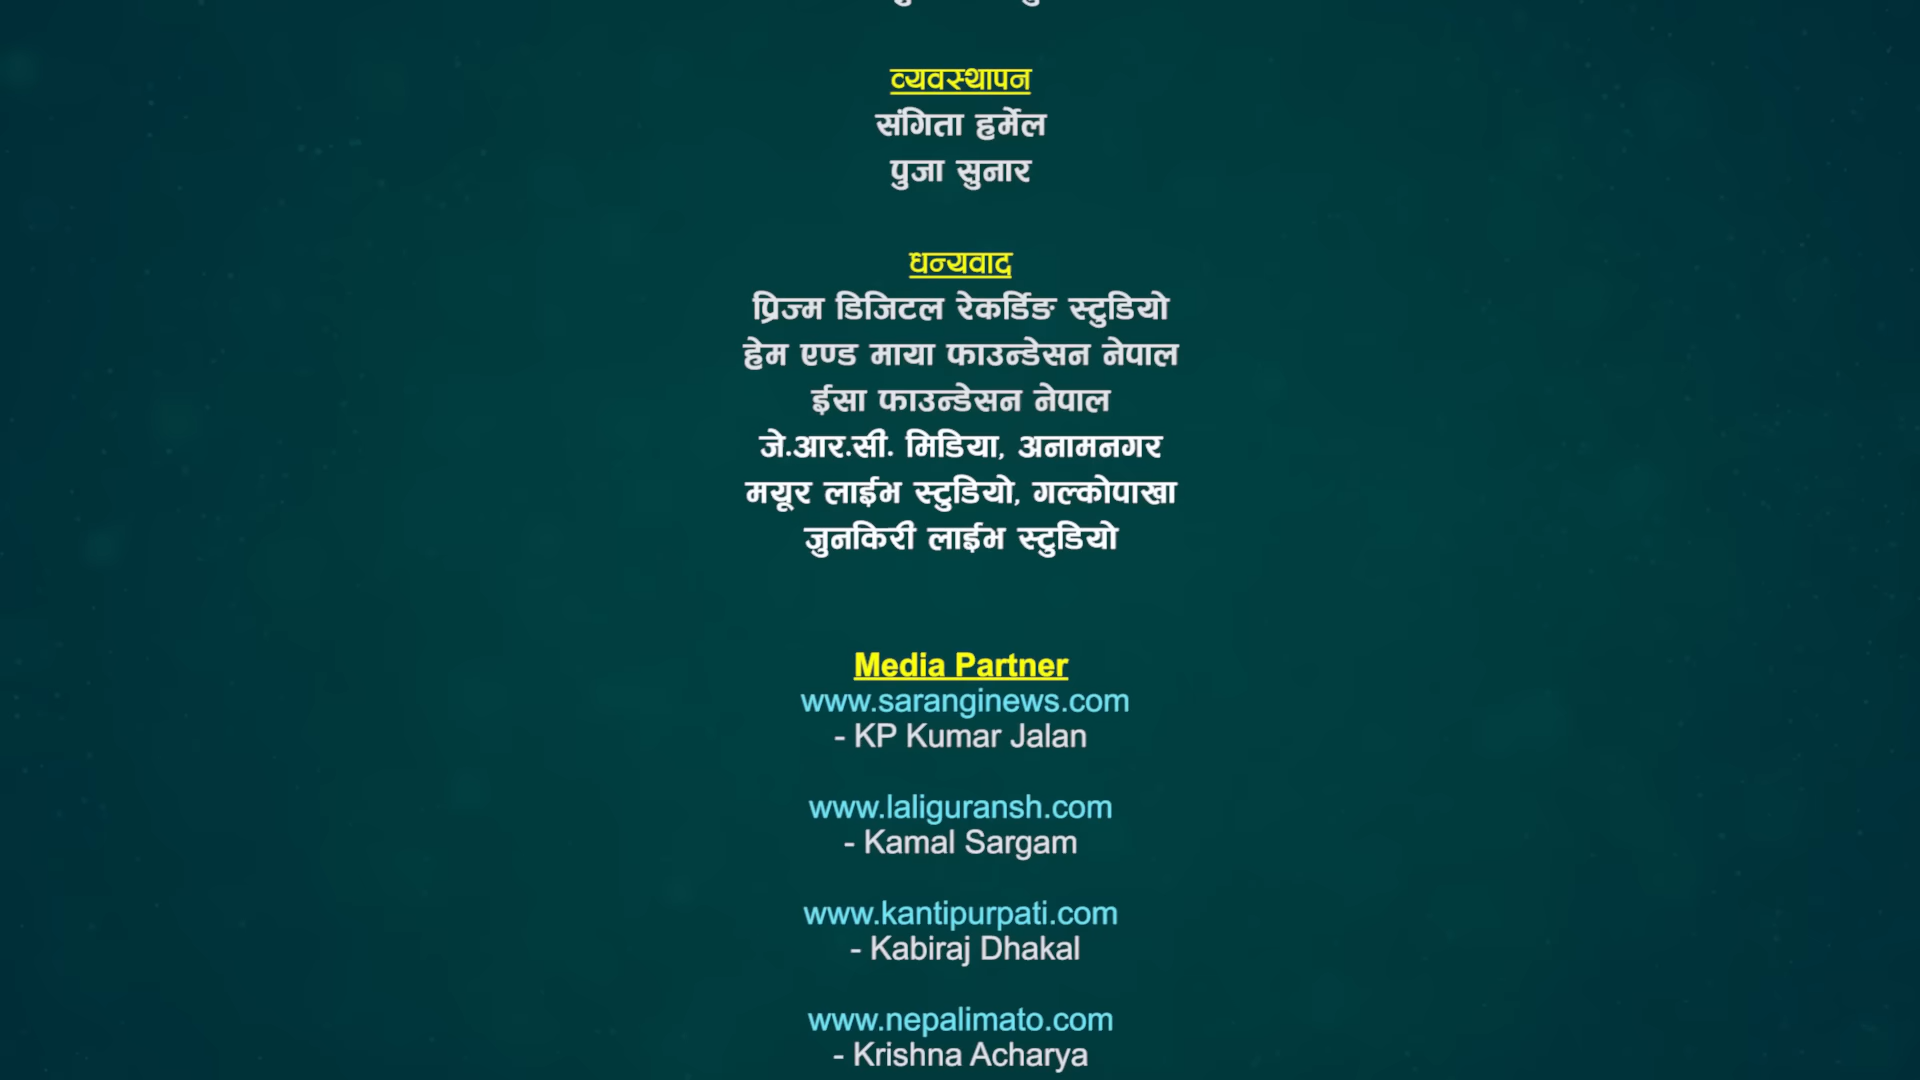 व्यवस्थापन
संगिता हर्मेल
पुजा सुनार
धन्यवाद
प्रिज्म डिजिटल रेकर्डिङ स्टुडियो
हेम एण्ड माया फाउन्डेसन नेपाल
ईसा फाउन्डेसन नेपाल
जे.आर.सी. मिडिया, अनामनगर
मयूर लाईभ स्टुडियो, गल्कोपाखा
जुनकिरी लाईभ स्टुडियो
Media Partner
www.saranginews.com
- KP Kumar Jalan
www.laliguransh.com
- Kamal Sargam
www.kantipurpati.com
- Kabiraj Dhakal
www.nepalimato.com
- Krishna Acharya